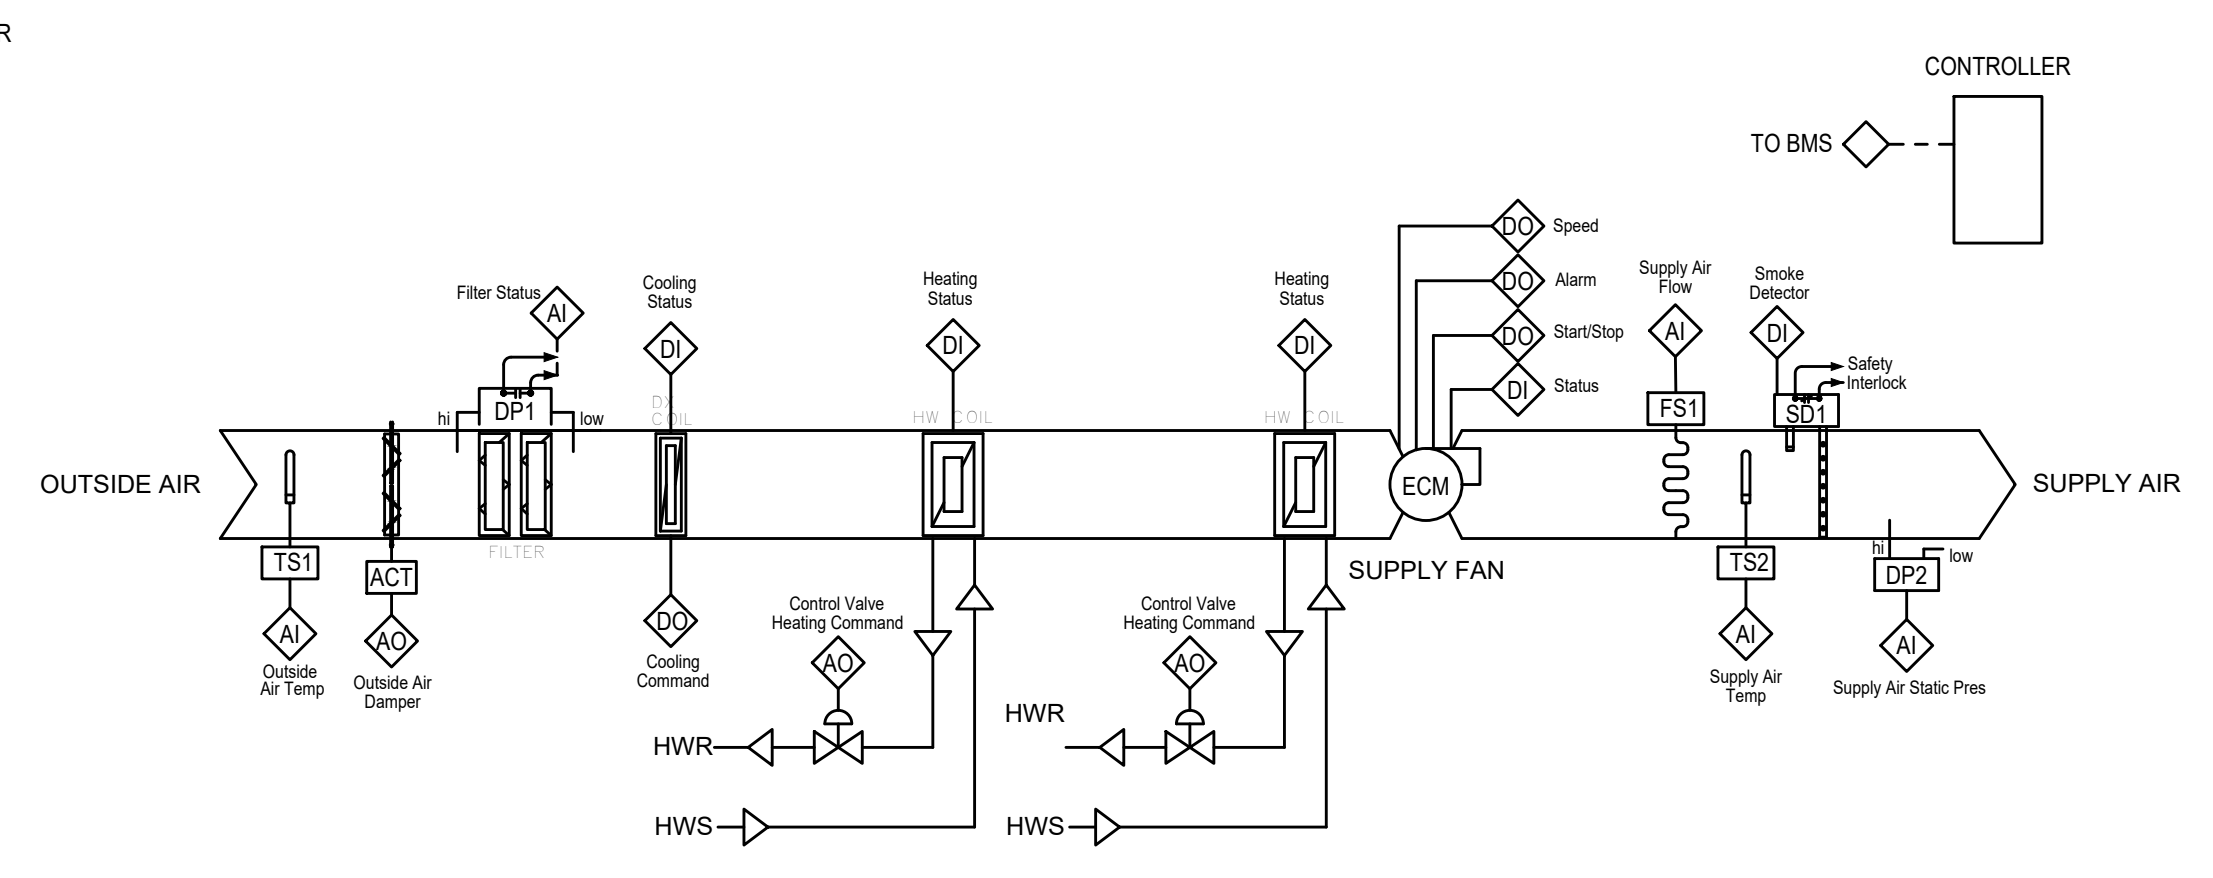 R
CONTROLLER
TO BMS
DO Speed
DO Alarm
DO Start/Stop
DI Status
Supply Air
Flow
AI
FS1
Smoke
Detector
DI
Safety
Interlock
SD1
Filter Status
AI
hi
DP1
low
Cooling
Status
DI
DX
COIL
Heating
Status
DI
HW COIL
Heating
Status
DI
HW COIL
OUTSIDE AIR
ECM
SUPPLY AIR
FILTER
SUPPLY FAN
TS1
AI
Outside
Air Temp
ACT
AO
Outside Air
Damper
DO
Cooling
Command
Control Valve
Heating Command
AO
HWR
HWS
Control Valve
Heating Command
AO
HWR
HWS
TS2
AI
Supply Air
Temp
hi
low
DP2
AI
Supply Air Static Pres